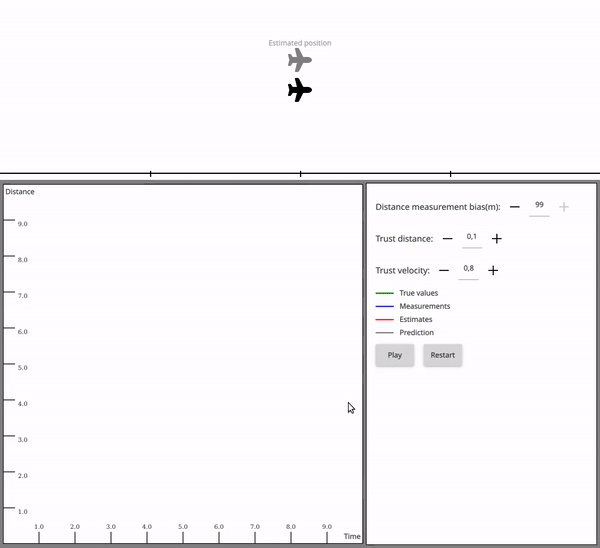 Estimated position
Distance
9.0
8.0
7.0
6.0
5.0
4.0
3.0
2.0
1.0
1.0 2.0 3.0 4.0 5.0 6.0 7.0 8.0 9.0
Time
Distance measurement bias(m): — 99 +
Trust distance: — 0,1 +
Trust velocity: — 0,8 +
True values
Measurements
Estimates
Prediction
Play Restart